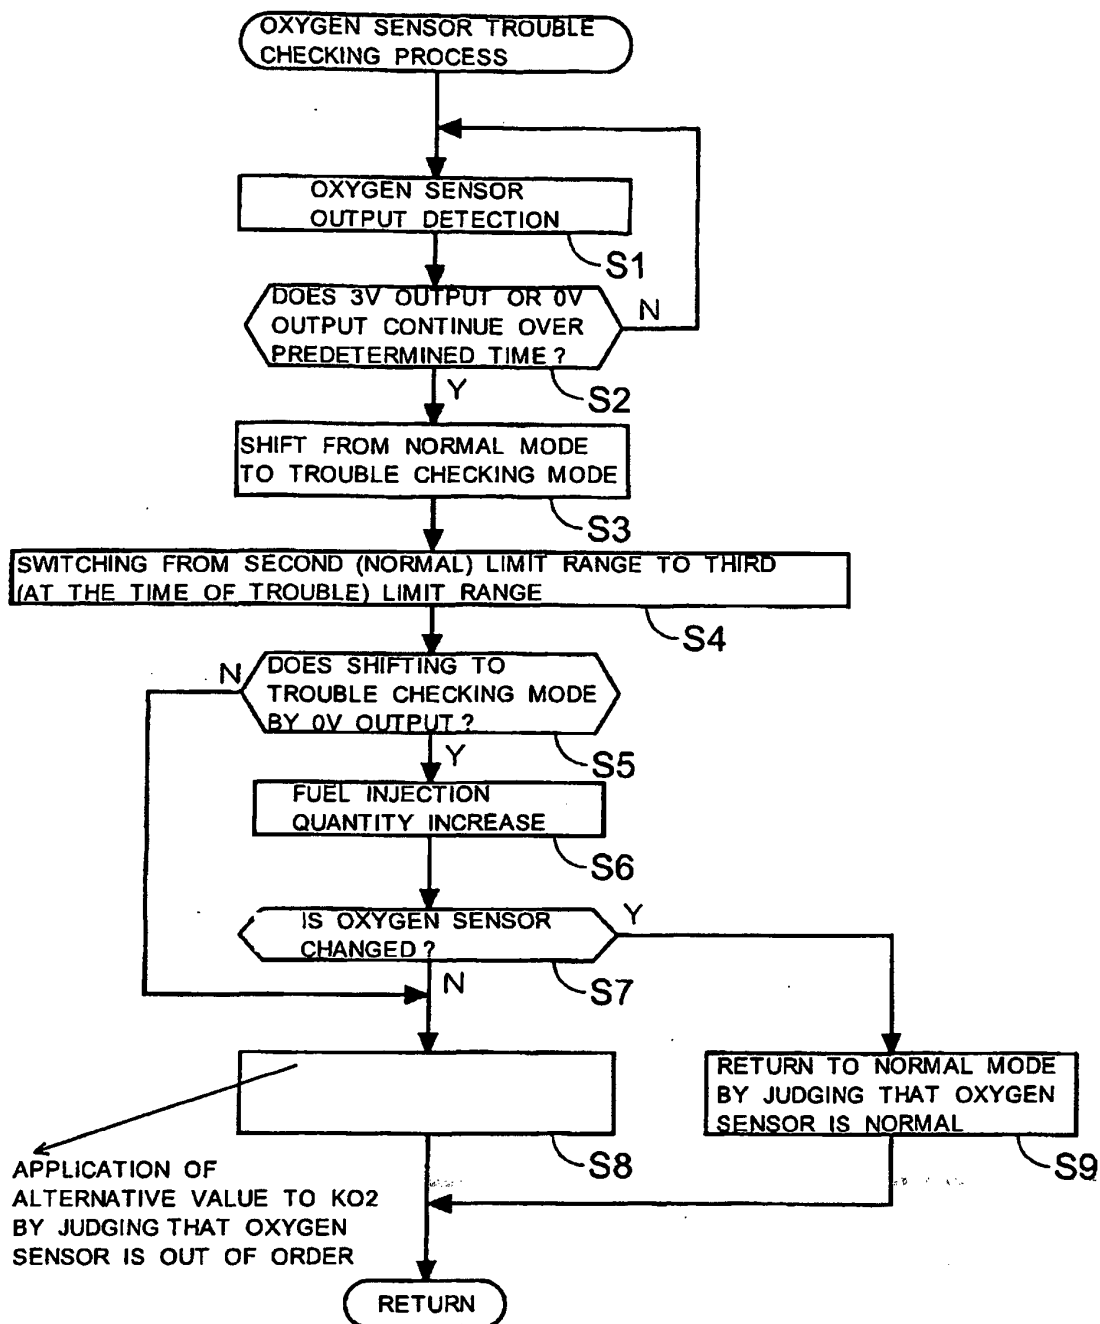 OXYGEN SENSOR TROUBLE
CHECKING PROCESS
OXYGEN SENSOR
OUTPUT DETECTION
S1
DOES 3V OUTPUT OR 0V
OUTPUT CONTINUE OVER
PREDETERMINED TIME?
N
S2
Y
SHIFT FROM NORMAL MODE
TO TROUBLE CHECKING MODE
S3
SWITCHING FROM SECOND (NORMAL) LIMIT RANGE TO THIRD
(AT THE TIME OF TROUBLE) LIMIT RANGE
S4
N
DOES SHIFTING TO
TROUBLE CHECKING MODE
BY 0V OUTPUT?
S5
Y
FUEL INJECTION
QUANTITY INCREASE
S6
IS OXYGEN SENSOR
CHANGED?
Y
S7
N
RETURN TO NORMAL MODE
BY JUDGING THAT OXYGEN
SENSOR IS NORMAL
S8
S9
APPLICATION OF
ALTERNATIVE VALUE TO KO2
BY JUDGING THAT OXYGEN
SENSOR IS OUT OF ORDER
RETURN